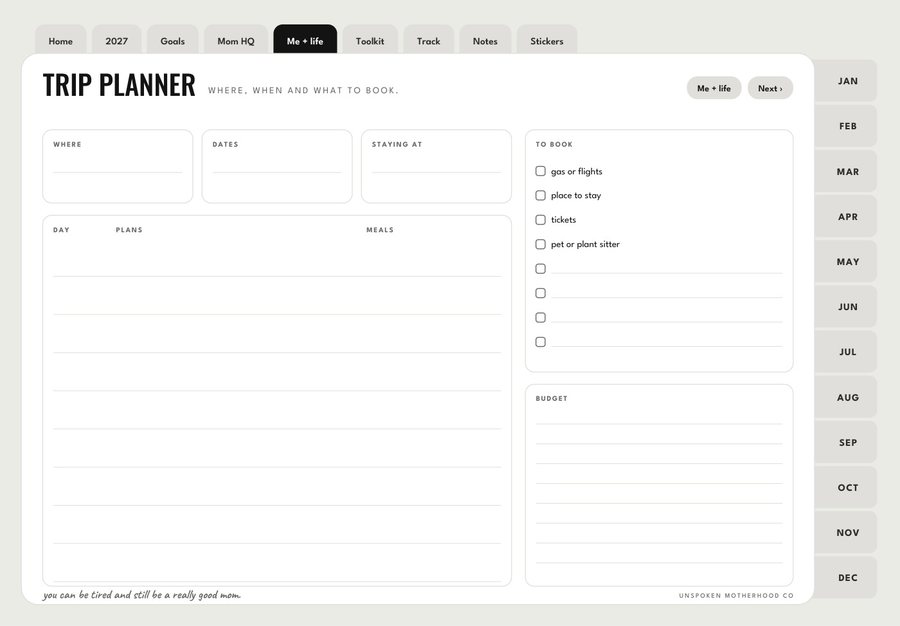 Home 2027 Goals Mom HQ Me + life Toolkit Track Notes Stickers
TRIP PLANNER WHERE, WHEN AND WHAT TO BOOK. Me + life Next ›
WHERE DATES STAYING AT
DAY PLANS MEALS
TO BOOK
gas or flights
place to stay
tickets
pet or plant sitter
BUDGET
you can be tired and still be a really good mom.
UNSPOKEN MOTHERHOOD CO
JAN
FEB
MAR
APR
MAY
JUN
JUL
AUG
SEP
OCT
NOV
DEC